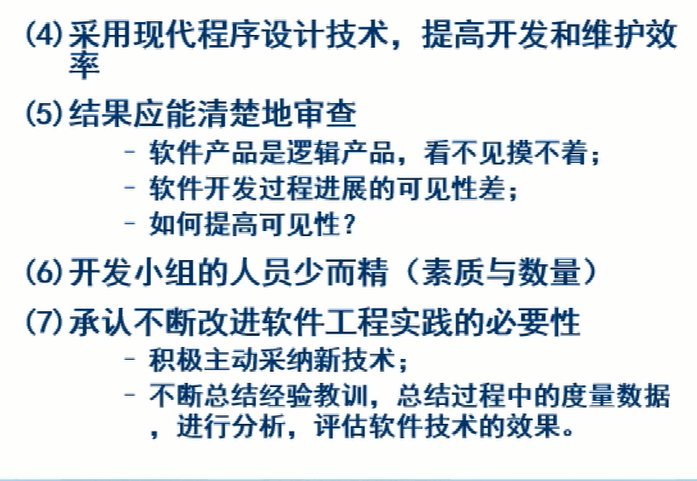 (4)采用现代程序设计技术，提高开发和维护效
率
(5)结果应能清楚地审查
- 软件产品是逻辑产品，看不见摸不着；
- 软件开发过程进展的可见性差；
- 如何提高可见性？
(6)开发小组的人员少而精（素质与数量）
(7)承认不断改进软件工程实践的必要性
- 积极主动采纳新技术；
- 不断总结经验教训，总结过程中的度量数据
，进行分析，评估软件技术的效果。